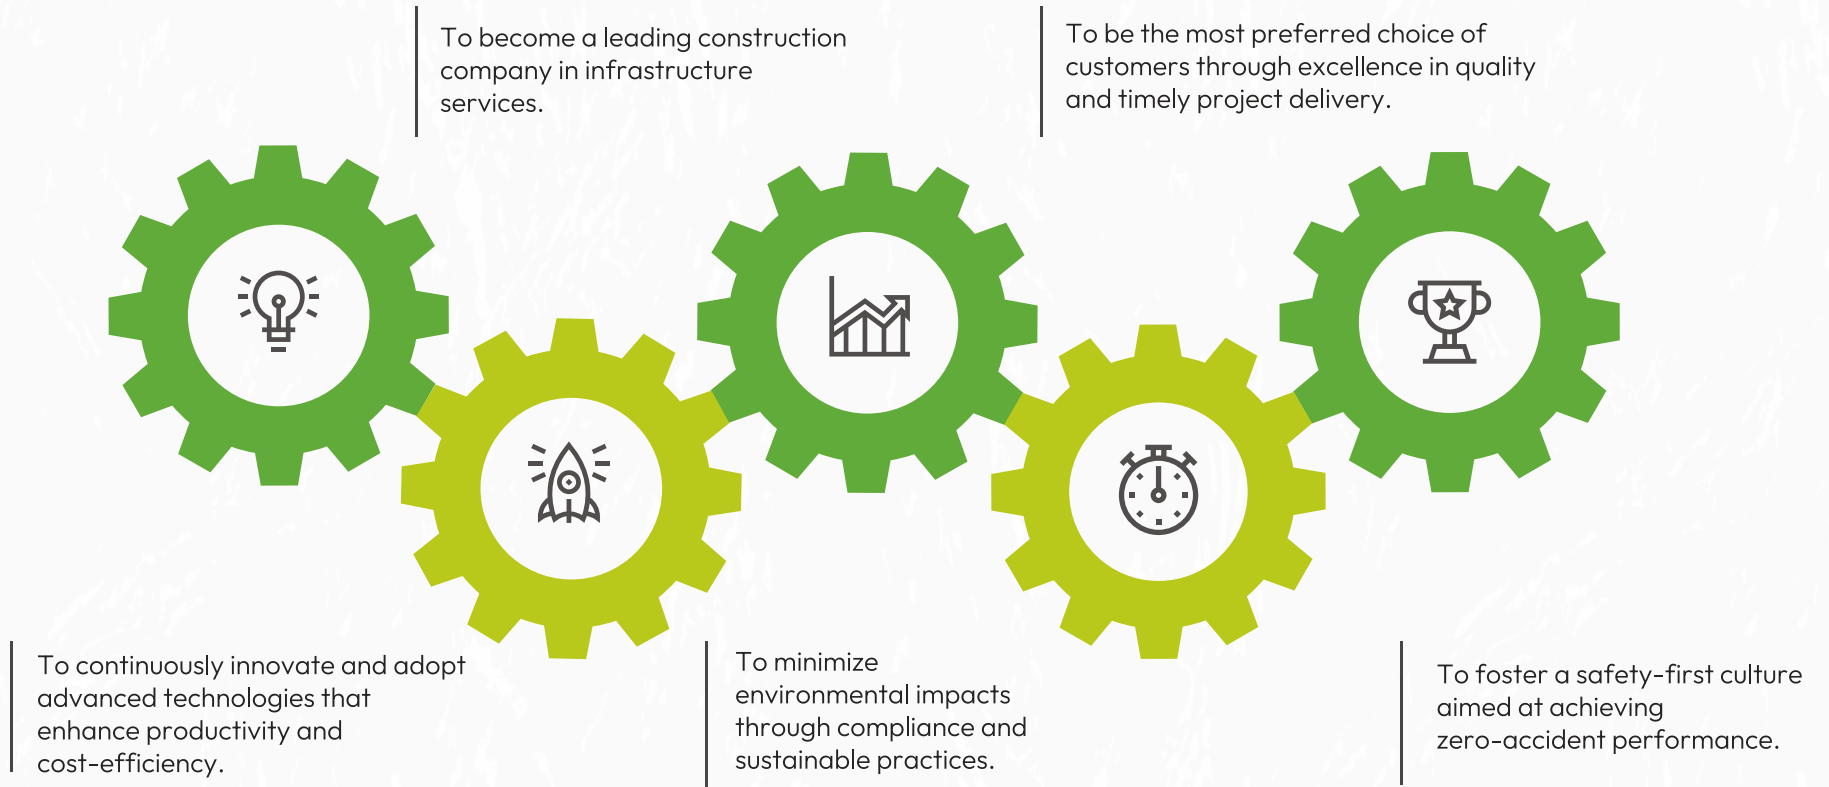 To become a leading construction
company in infrastructure
services.
To be the most preferred choice of
customers through excellence in quality
and timely project delivery.
To continuously innovate and adopt
advanced technologies that
enhance productivity and
cost-efficiency.
To minimize
environmental impacts
through compliance and
sustainable practices.
To foster a safety-first culture
aimed at achieving
zero-accident performance.